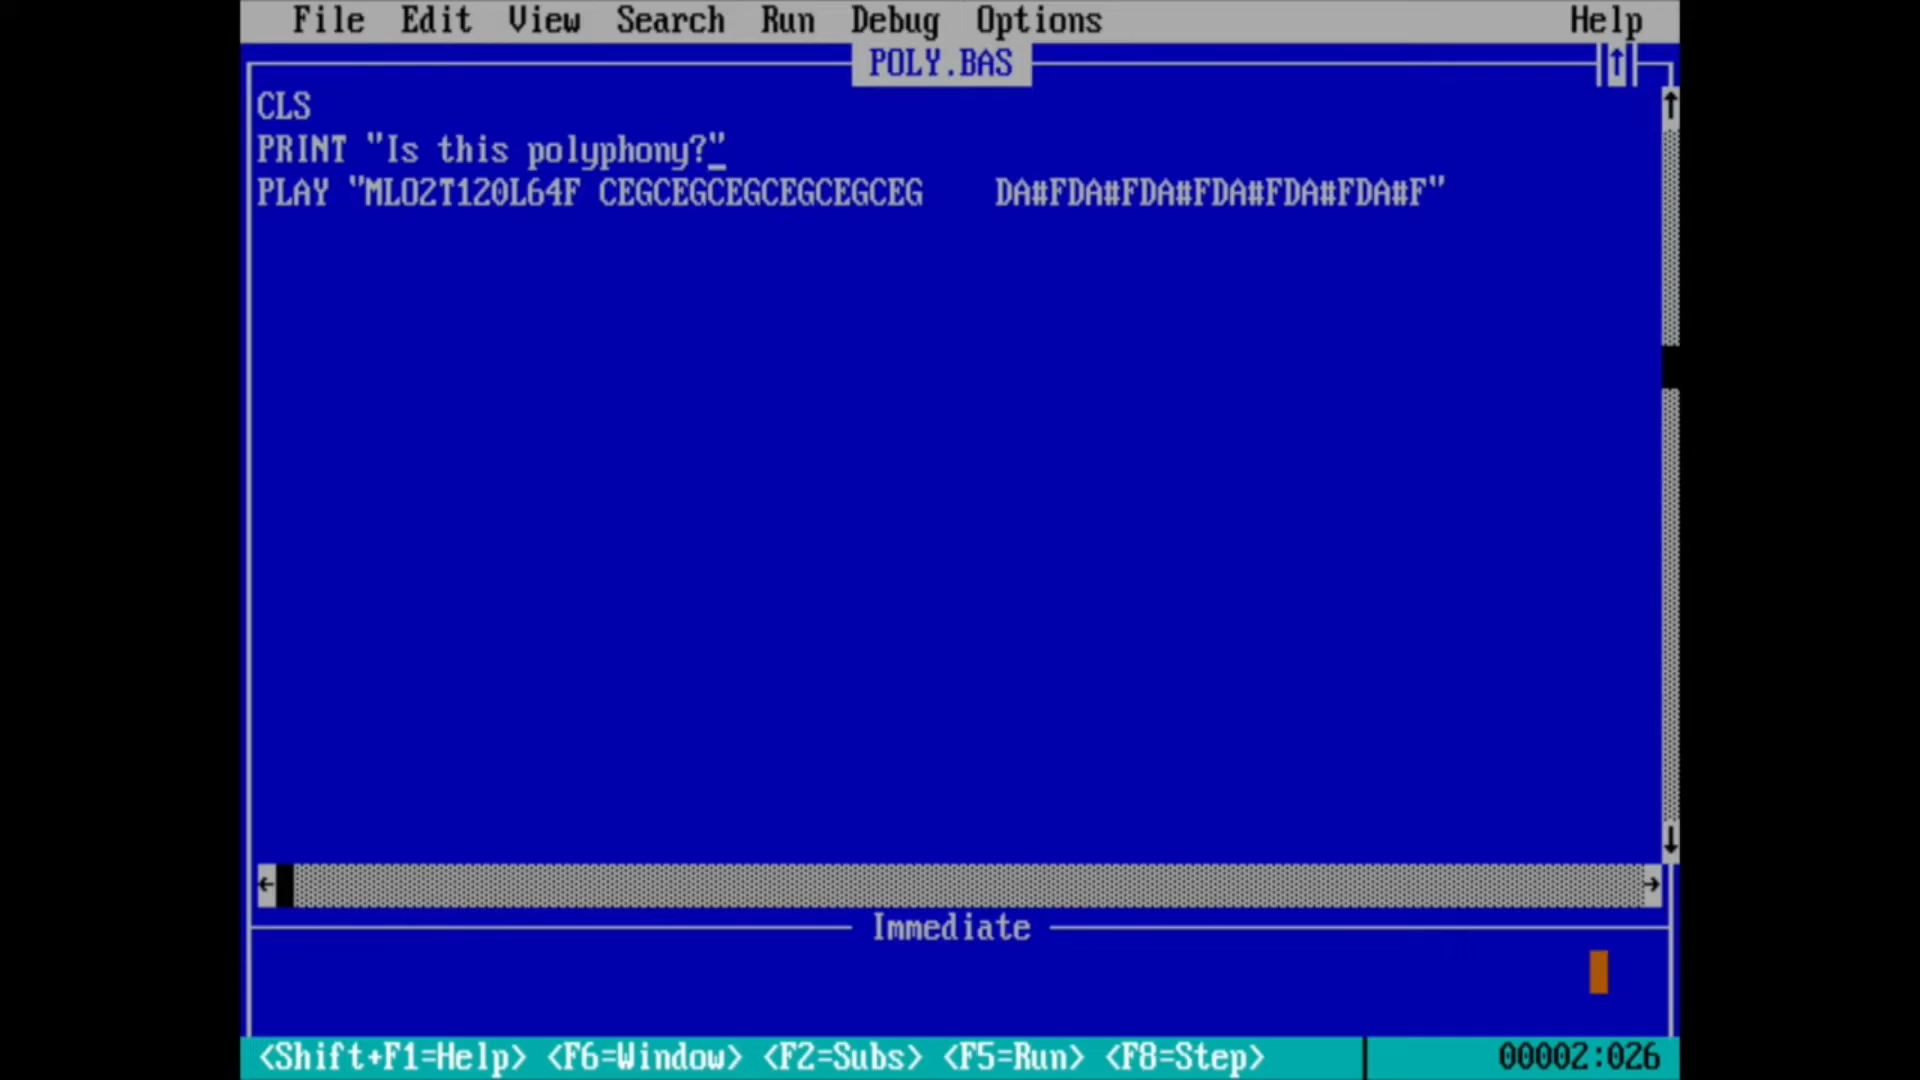 File Edit View Search Run Debug Options Help
POLY.BAS
CLS
PRINT "Is this polyphony?"
PLAY "MLO2T120L64F CEGCEGCEGCEGCEGCEG    DA#FDA#FDA#FDA#FDA#FDA#F"
Immediate
<Shift+F1=Help> <F6=Window> <F2=Subs> <F5=Run> <F8=Step> 00002:026